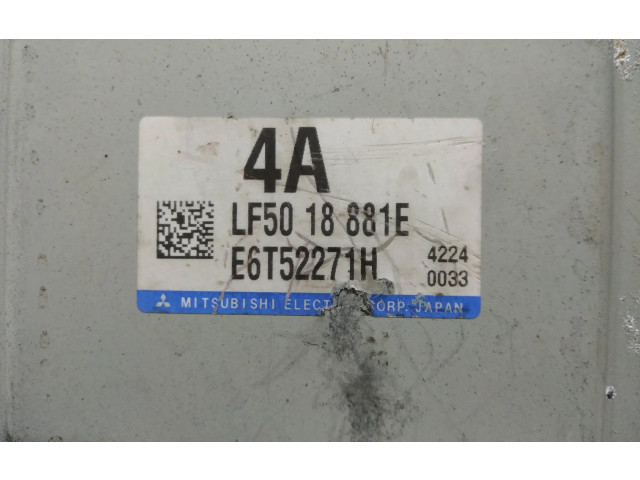 4A
LF50 18 881E
E6T52271H
4224
0033
MITSUBISHI ELECT CORP. JAPAN